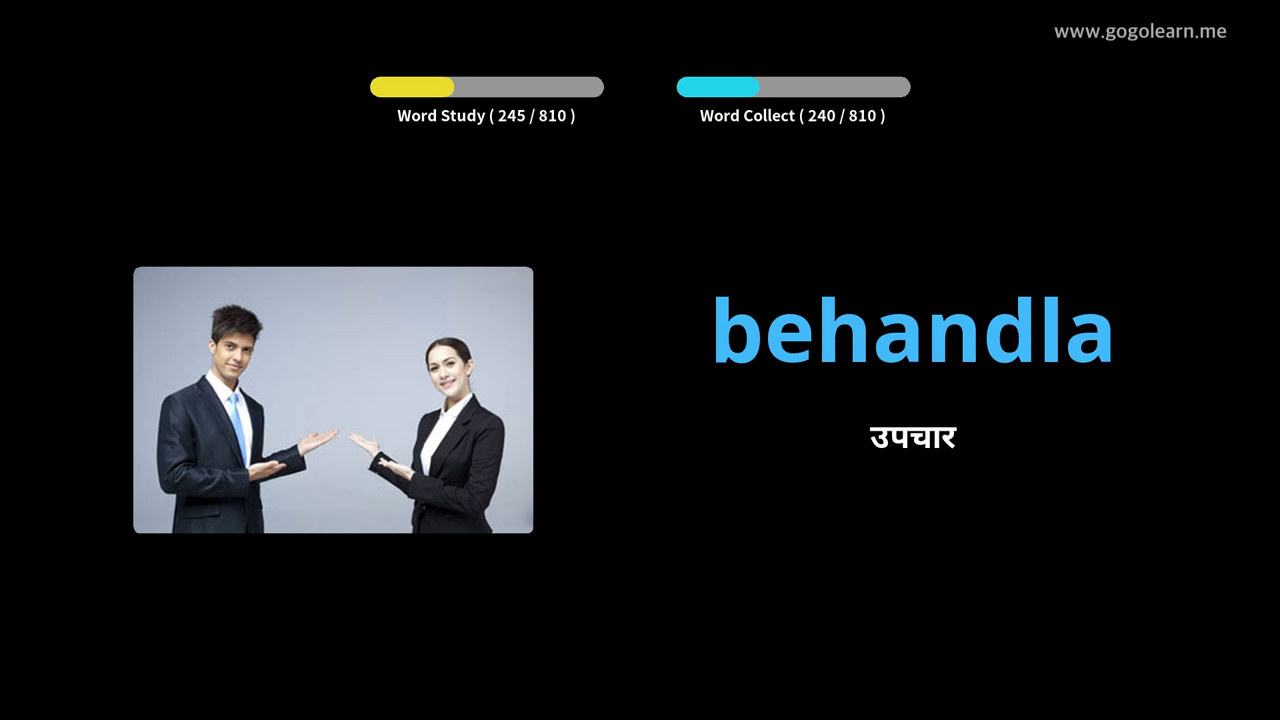 www.gogolearn.me
Word Study ( 245 / 810 )
Word Collect ( 240 / 810 )
behandla
उपचार